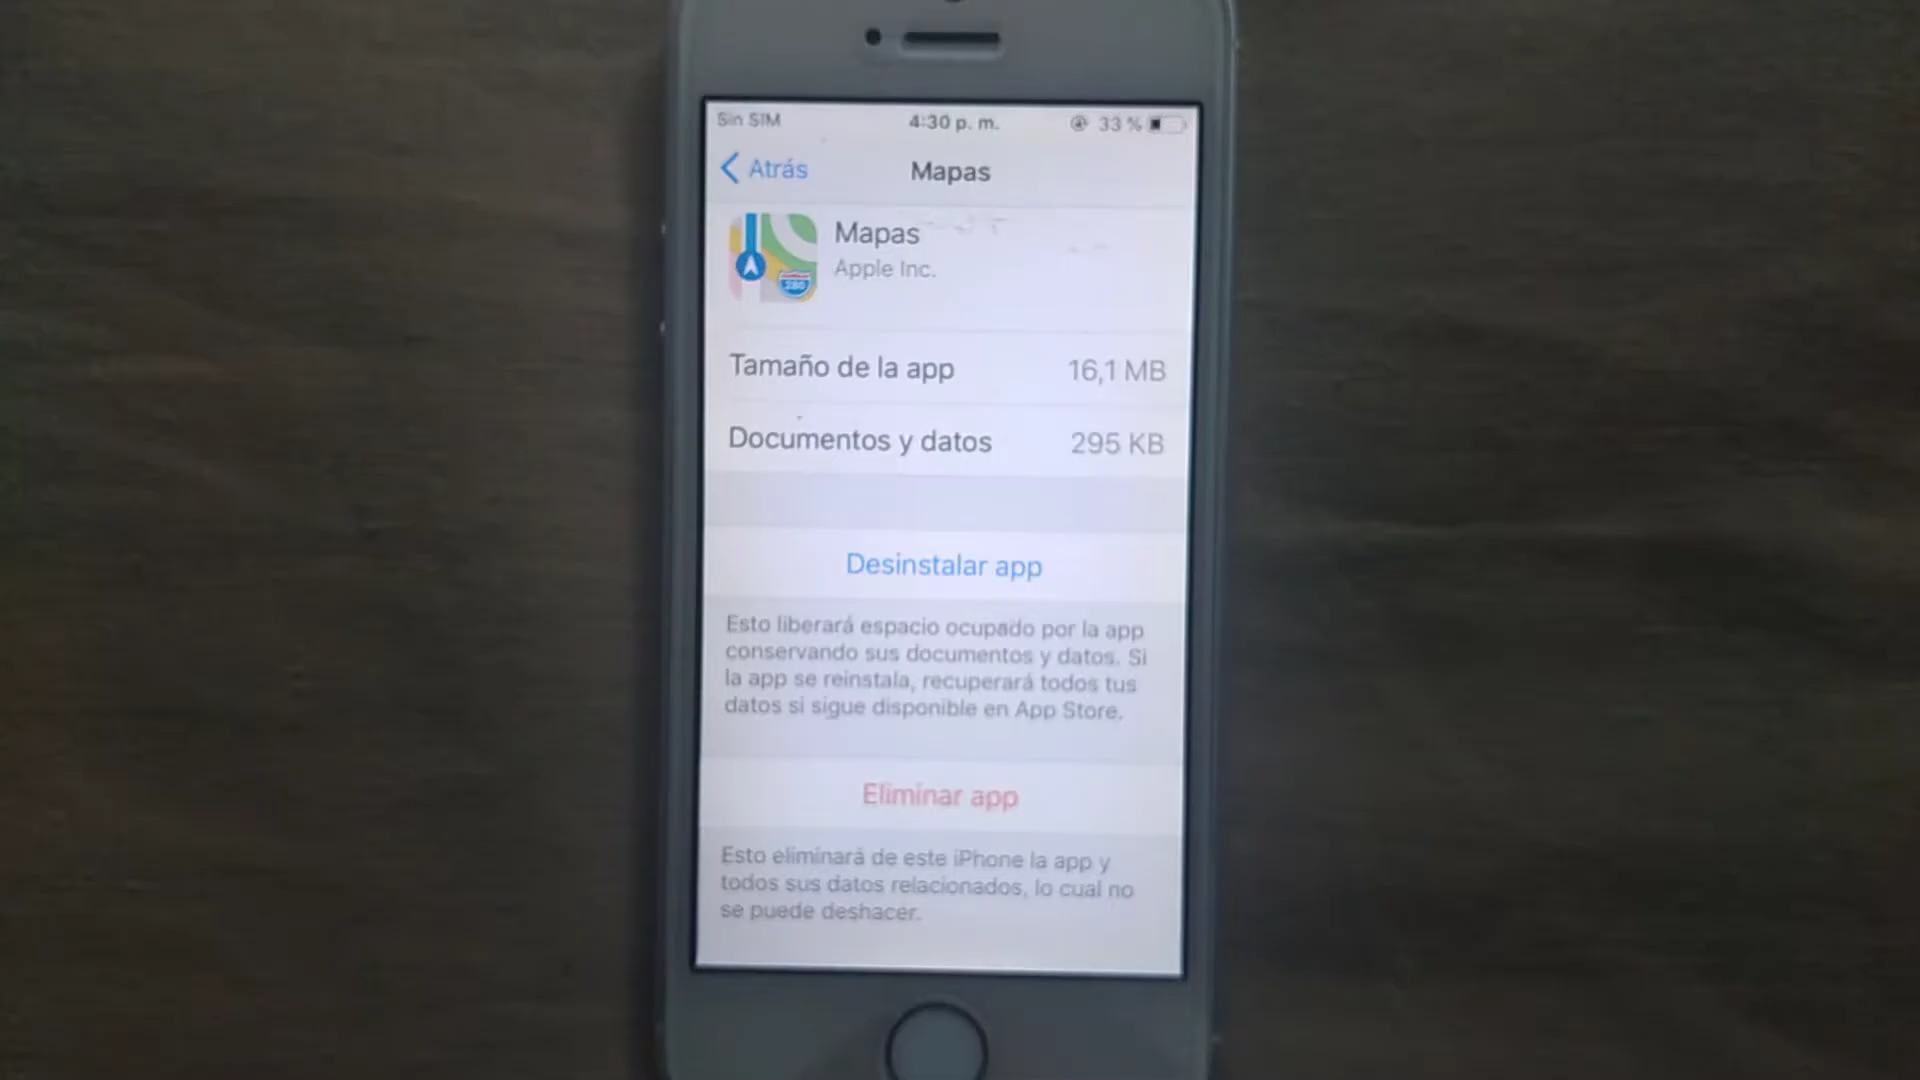 Sin SIM 4:30 p. m. 33 %
Atrás Mapas
Mapas
Apple Inc.
280
Tamaño de la app 16,1 MB
Documentos y datos 295 KB
Desinstalar app
Esto liberará espacio ocupado por la app
conservando sus documentos y datos. Si
la app se reinstala, recuperará todos tus
datos si sigue disponible en App Store.
Eliminar app
Esto eliminará de este iPhone la app y
todos sus datos relacionados, lo cual no
se puede deshacer.